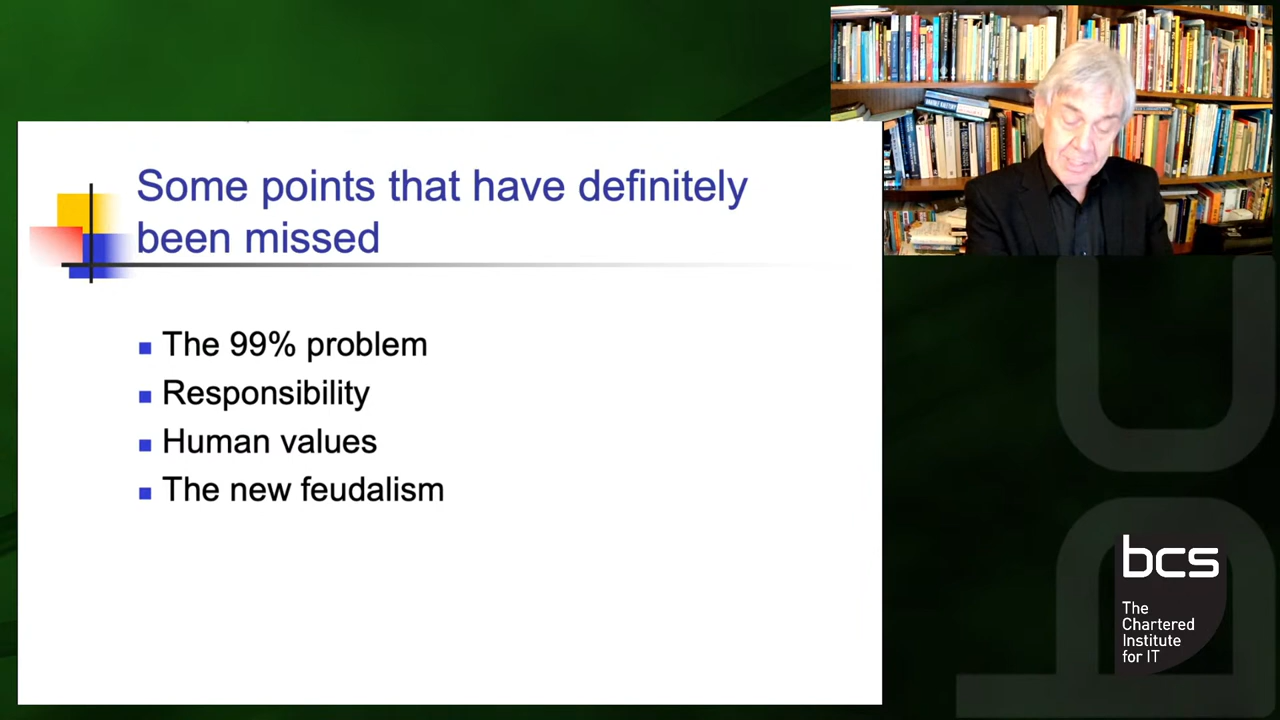 Some points that have definitely
been missed
The 99% problem
Responsibility
Human values
The new feudalism
bcs
The
Chartered
Institute
for IT